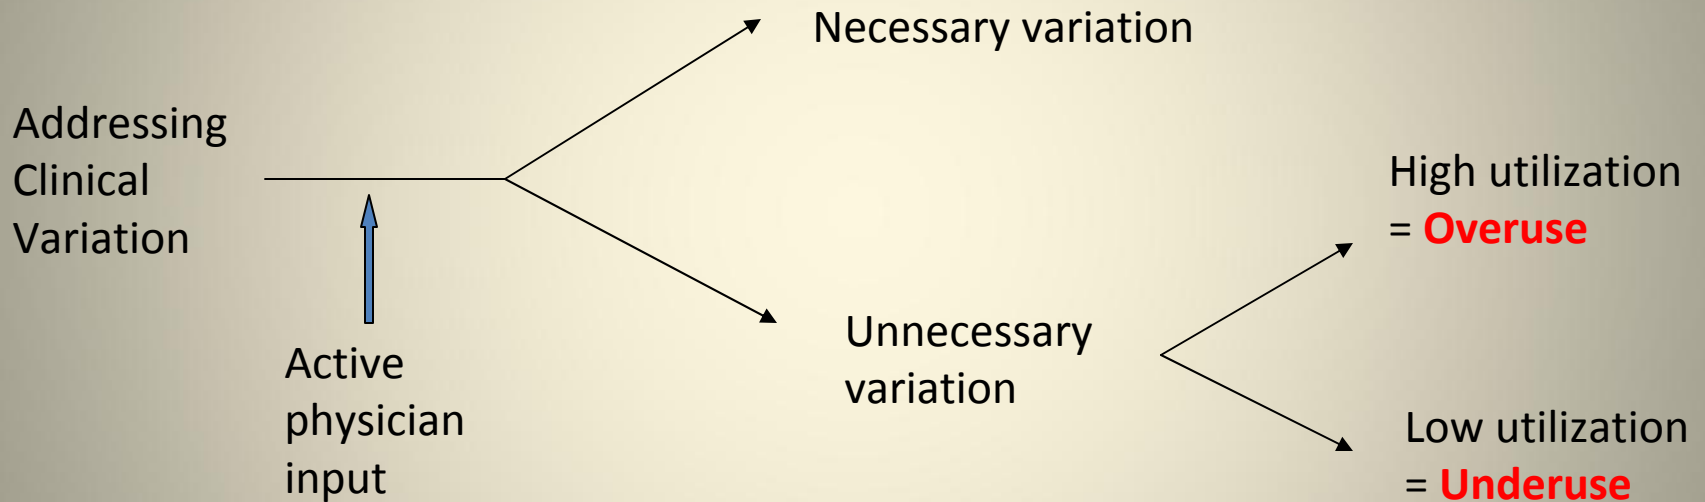 Necessary variation
Addressing
Clinical
Variation
Active
physician
input
Unnecessary
variation
High utilization
= Overuse
Low utilization
= Underuse